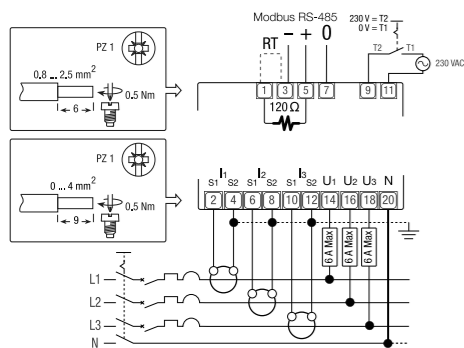 PZ 1
0.8 ... 2.5 mm²
6
0.5 Nm
PZ 1
0 ... 4 mm²
9
0.5 Nm
Modbus RS-485
RT
− + 0
230 V = T2
0 V = T1
T2 T1
230 VAC
1 3 5 7 9 11
120 Ω
I1 I2 I3 U1 U2 U3 N
S1 S2 S1 S2 S1 S2
2 4 6 8 10 12 14 16 18 20
6 A Max 6 A Max 6 A Max
L1
L2
L3
N